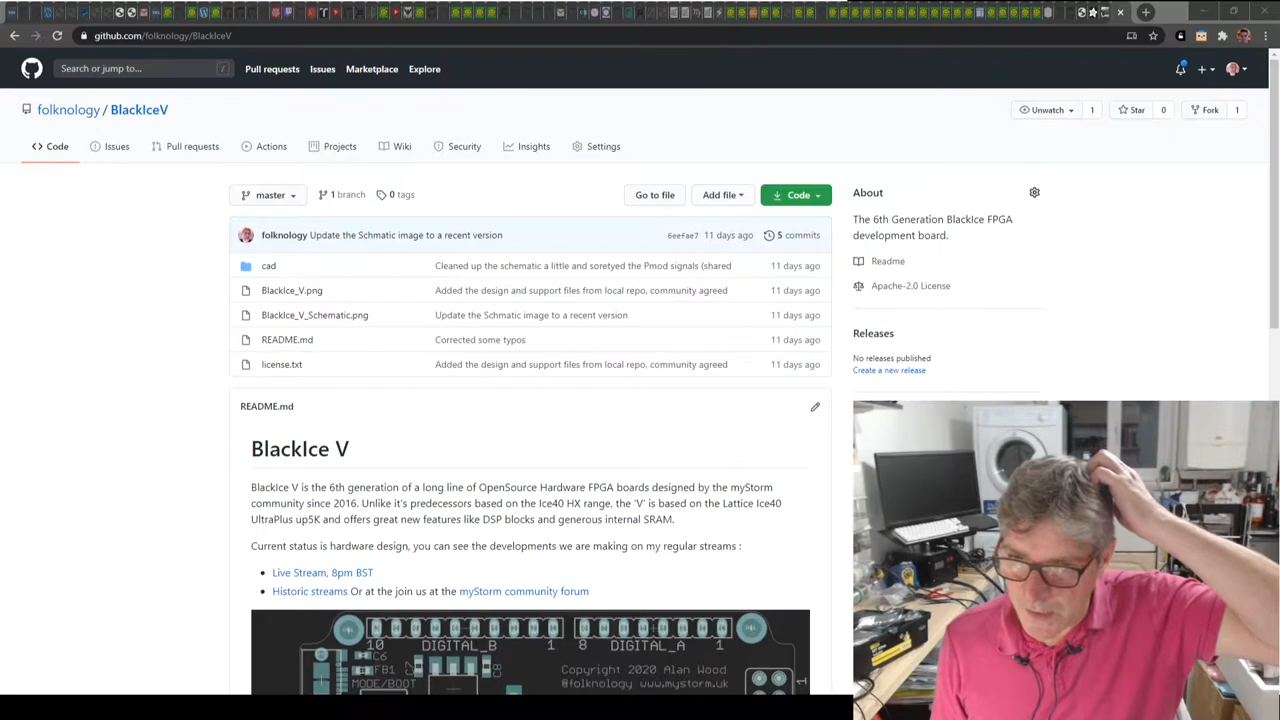 github.com/folknology/BlackIceV
Search or jump to...
/
Pull requests
Issues
Marketplace
Explore
folknology / BlackIceV
Unwatch
1
Star
0
Fork
1
Code
Issues
Pull requests
Actions
Projects
Wiki
Security
Insights
Settings
master
1 branch
0 tags
Go to file
Add file
Code
folknology Update the Schmatic image to a recent version
6eefae7 11 days ago
5 commits
cad
Cleaned up the schematic a little and soretyed the Pmod signals (shared
11 days ago
BlackIce_V.png
Added the design and support files from local repo, community agreed
11 days ago
BlackIce_V_Schematic.png
Update the Schmatic image to a recent version
11 days ago
README.md
Corrected some typos
11 days ago
license.txt
Added the design and support files from local repo, community agreed
11 days ago
README.md
BlackIce V
BlackIce V is the 6th generation of a long line of OpenSource Hardware FPGA boards designed by the myStorm
community since 2016. Unlike it's predecessors based on the Ice40 HX range, the 'V' is based on the Lattice Ice40
UltraPlus up5K and offers great new features like DSP blocks and generous internal SRAM.
Current status is hardware design, you can see the developments we are making on my regular streams :
Live Stream, 8pm BST
Historic streams Or at the join us at the myStorm community forum
10
DIGITAL_B
1
8
DIGITAL_A
1
C6
FB1
MODE/BOOT
C8
Copyright 2020 Alan Wood
@folknology www.mystorm.uk
1
About
The 6th Generation BlackIce FPGA
development board.
Readme
Apache-2.0 License
Releases
No releases published
Create a new release